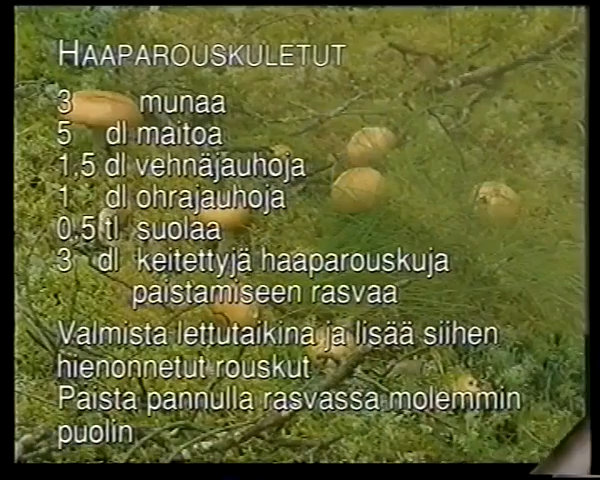 HAAPAROUSKULETUT
3 munaa
5 dl maitoa
1,5 dl vehnäjauhoja
1 dl ohrajauhoja
0,5 tl suolaa
3 dl keitettyjä haaparouskuja
paistamiseen rasvaa
Valmista lettutaikina ja lisää siihen
hienonnetut rouskut
Paista pannulla rasvassa molemmin
puolin